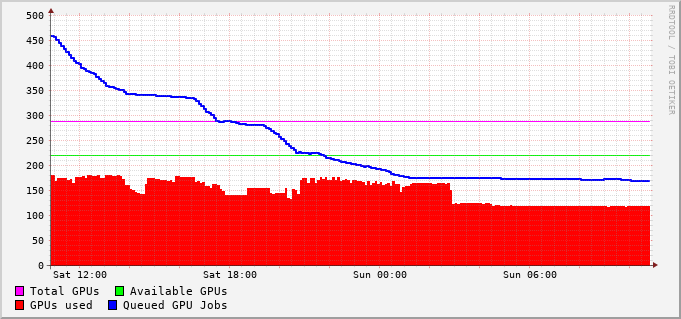 500
450
400
350
300
250
200
150
100
50
0
Sat 12:00 Sat 18:00 Sun 00:00 Sun 06:00
Total GPUs Available GPUs
GPUs used Queued GPU Jobs
RRDTOOL / TOBI OETIKER